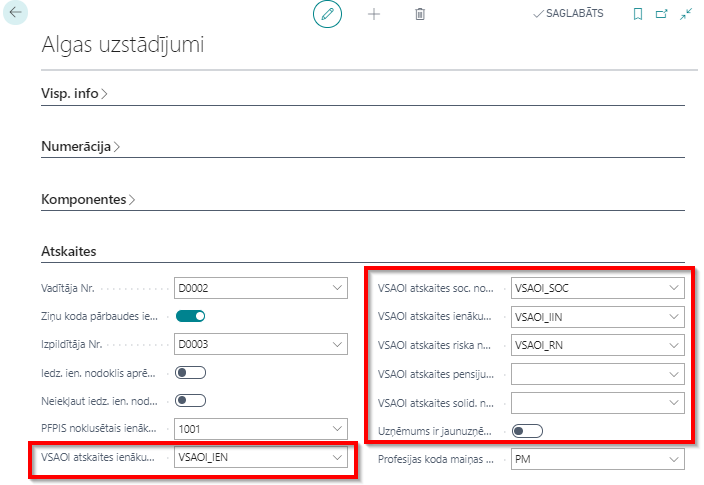 SAGLABĀTS
Algas uzstādījumi
Visp. info
Numerācija
Komponentes
Atskaites
Vadītāja Nr. D0002
Ziņu koda pārbaudes ie...
Izpildītāja Nr. D0003
Iedz. ien. nodoklis aprē...
Neiekļaut iedz. ien. nod...
PFPIS noklusētais ienāk... 1001
VSAOI atskaites ienāku... VSAOI_IEN
VSAOI atskaites soc. no... VSAOI_SOC
VSAOI atskaites ienāku... VSAOI_IIN
VSAOI atskaites riska n... VSAOI_RN
VSAOI atskaites pensiju...
VSAOI atskaites solid. n...
Uzņēmums ir jaunuzņē...
Profesijas koda maiņas ... PM